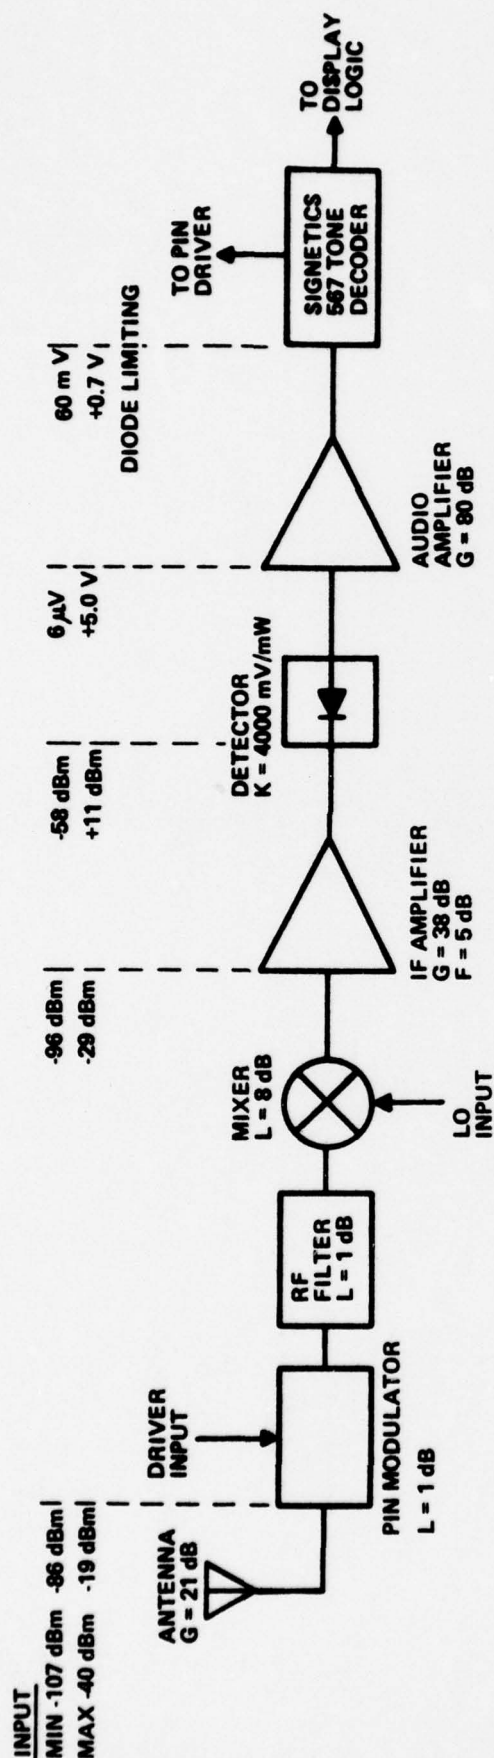 INPUT
MIN -107 dBm -86 dBm
MAX -40 dBm -19 dBm
-96 dBm
-29 dBm
-58 dBm
+11 dBm
6 μV
+5.0 V
60 mV
+0.7 V
DIODE LIMITING
ANTENNA
G = 21 dB
DRIVER
INPUT
PIN MODULATOR
L = 1 dB
RF
FILTER
L = 1 dB
MIXER
L = 8 dB
LO
INPUT
IF AMPLIFIER
G = 38 dB
F = 5 dB
DETECTOR
K = 4000 mV/mW
AUDIO
AMPLIFIER
G = 80 dB
TO PIN
DRIVER
SIGNETICS
567 TONE
DECODER
TO
DISPLAY
LOGIC